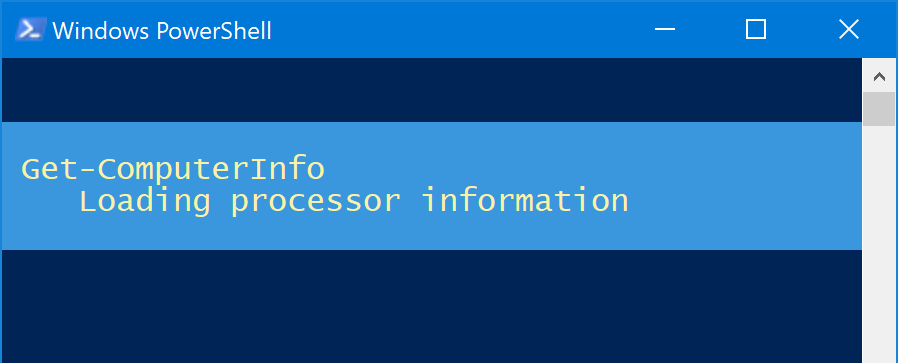 Windows PowerShell
Get-ComputerInfo
Loading processor information